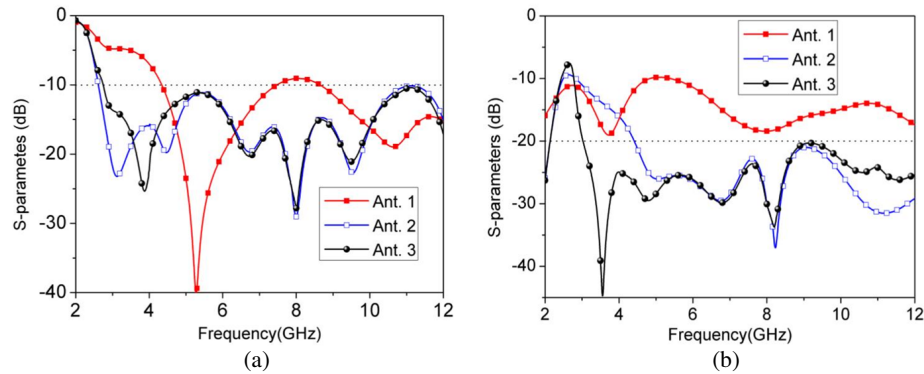 0
-10
-20
-30
-40
S-parametes (dB)
2
4
6
8
10
12
Frequency(GHz)
Ant. 1
Ant. 2
Ant. 3
(a)
0
-10
-20
-30
-40
S-parameters (dB)
2
4
6
8
10
12
Frequency(GHz)
Ant. 1
Ant. 2
Ant. 3
(b)